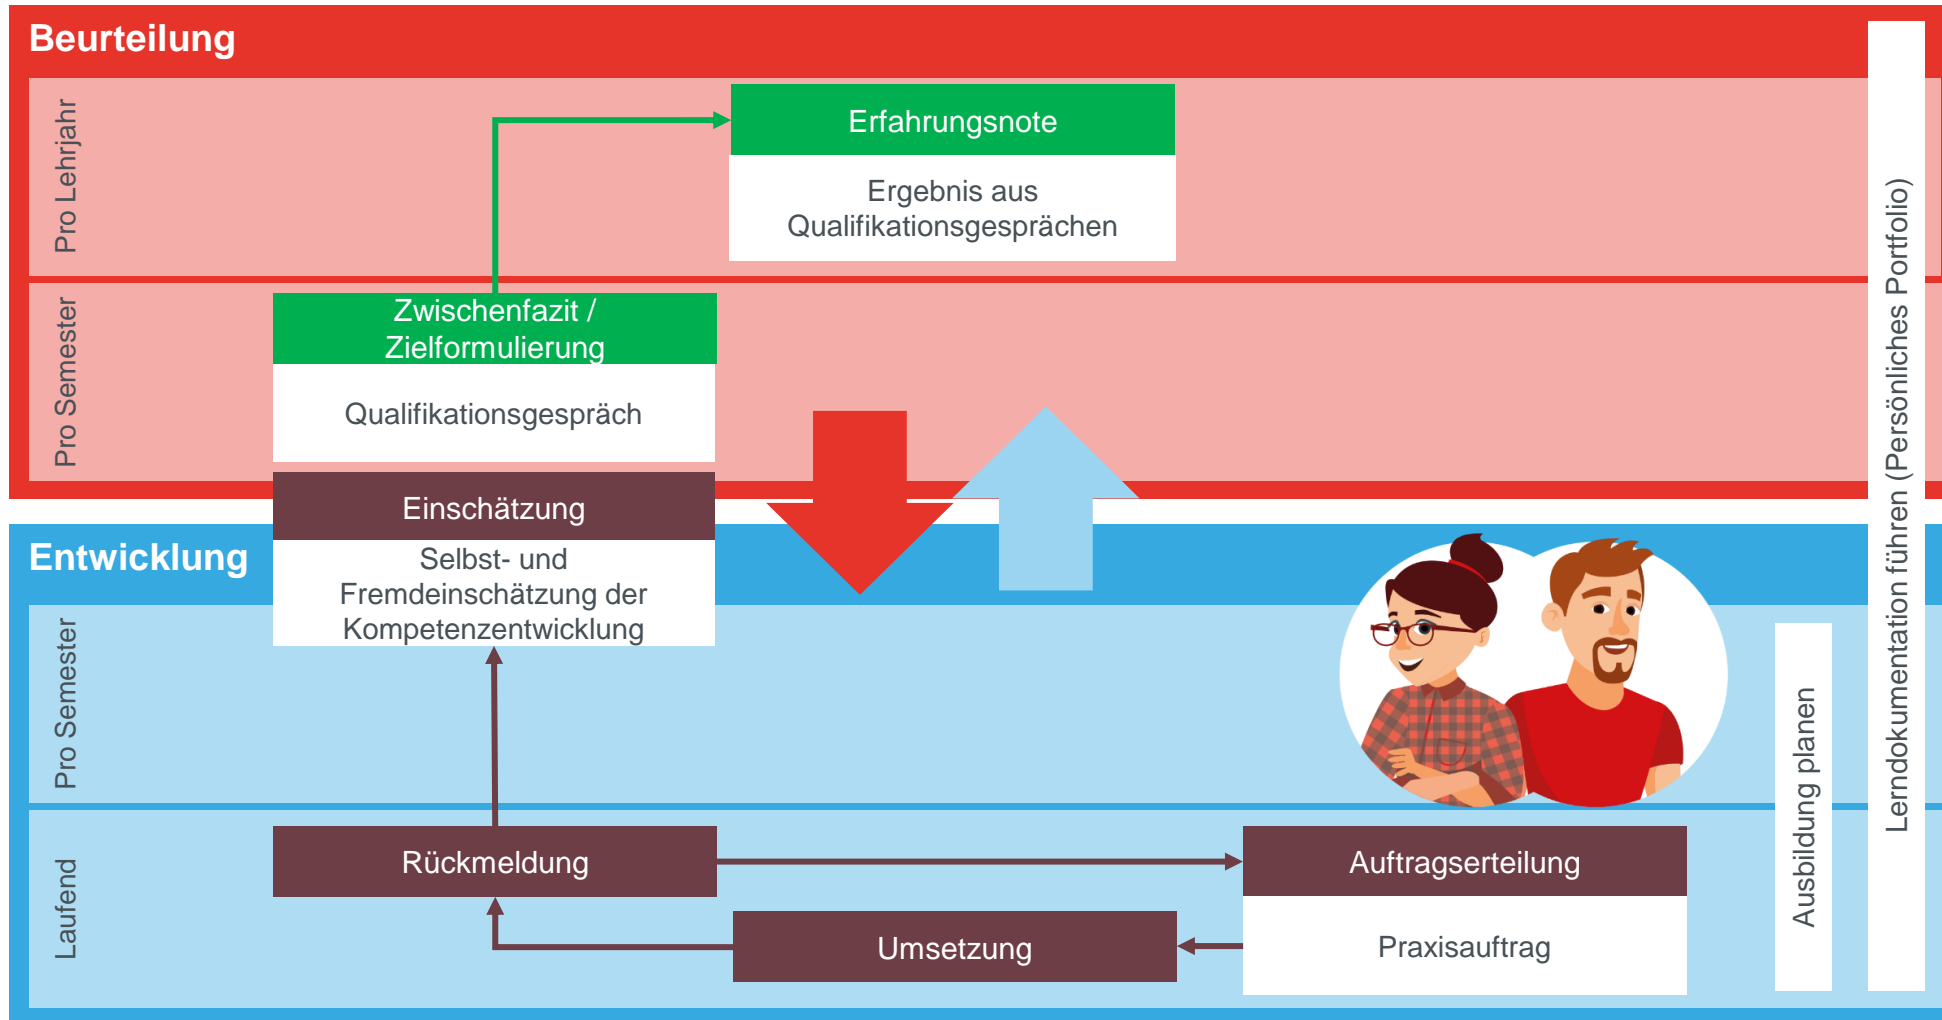 Beurteilung
Pro Lehrjahr
Erfahrungsnote
Ergebnis aus
Qualifikationsgesprächen
Pro Semester
Zwischenfazit /
Zielformulierung
Qualifikationsgespräch
Einschätzung
Selbst- und
Fremdeinschätzung der
Kompetenzentwicklung
Entwicklung
Pro Semester
Laufend
Rückmeldung
Auftragserteilung
Praxisauftrag
Umsetzung
Ausbildung planen
Lerndokumentation führen (Persönliches Portfolio)